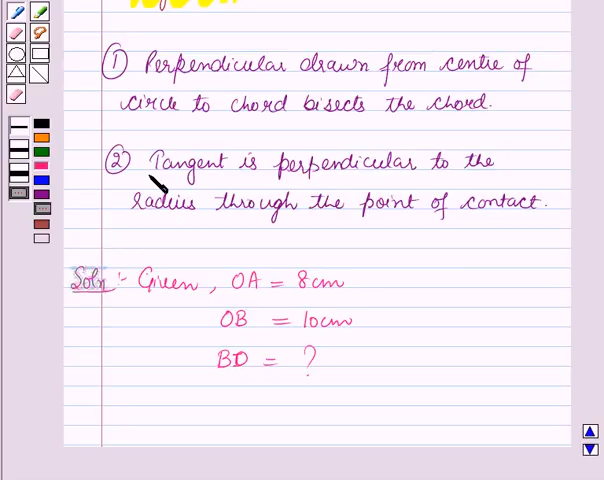 ① Perpendicular drawn from centre of
circle to chord bisects the chord.
② Tangent is perpendicular to the
radius through the point of contact.
Soln :- Given, OA = 8cm
OB = 10cm
BD = ?